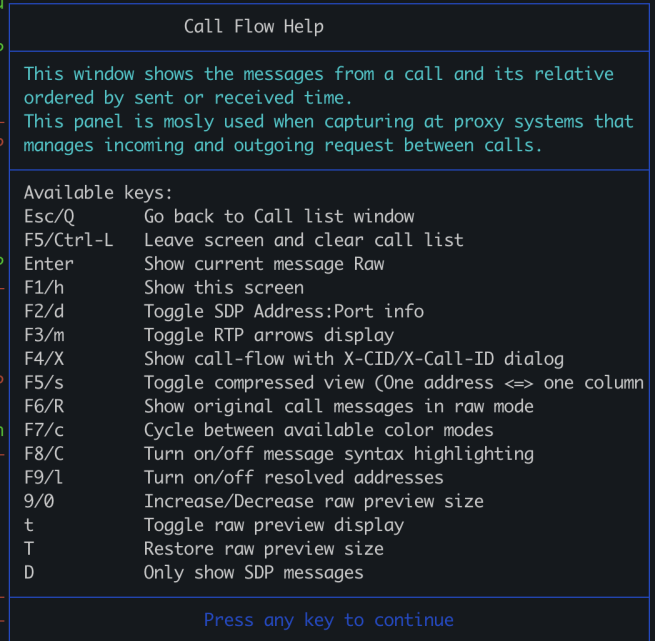 Call Flow Help
This window shows the messages from a call and its relative
ordered by sent or received time.
This panel is mosly used when capturing at proxy systems that
manages incoming and outgoing request between calls.
Available keys:
Esc/Q Go back to Call list window
F5/Ctrl-L Leave screen and clear call list
Enter Show current message Raw
F1/h Show this screen
F2/d Toggle SDP Address:Port info
F3/m Toggle RTP arrows display
F4/X Show call-flow with X-CID/X-Call-ID dialog
F5/s Toggle compressed view (One address <=> one column
F6/R Show original call messages in raw mode
F7/c Cycle between available color modes
F8/C Turn on/off message syntax highlighting
F9/l Turn on/off resolved addresses
9/0 Increase/Decrease raw preview size
t Toggle raw preview display
T Restore raw preview size
D Only show SDP messages
Press any key to continue